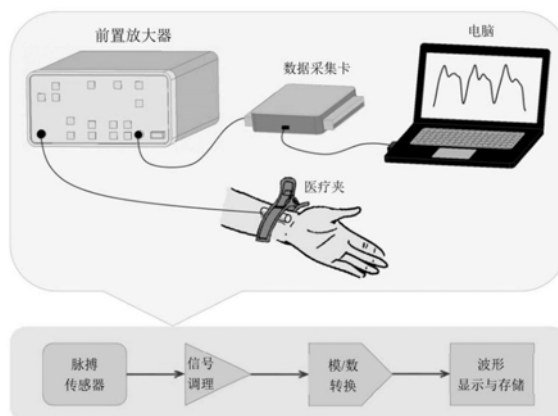 前置放大器
数据采集卡
电脑
医疗夹
脉搏
传感器
信号
调理
模/数
转换
波形
显示与存储